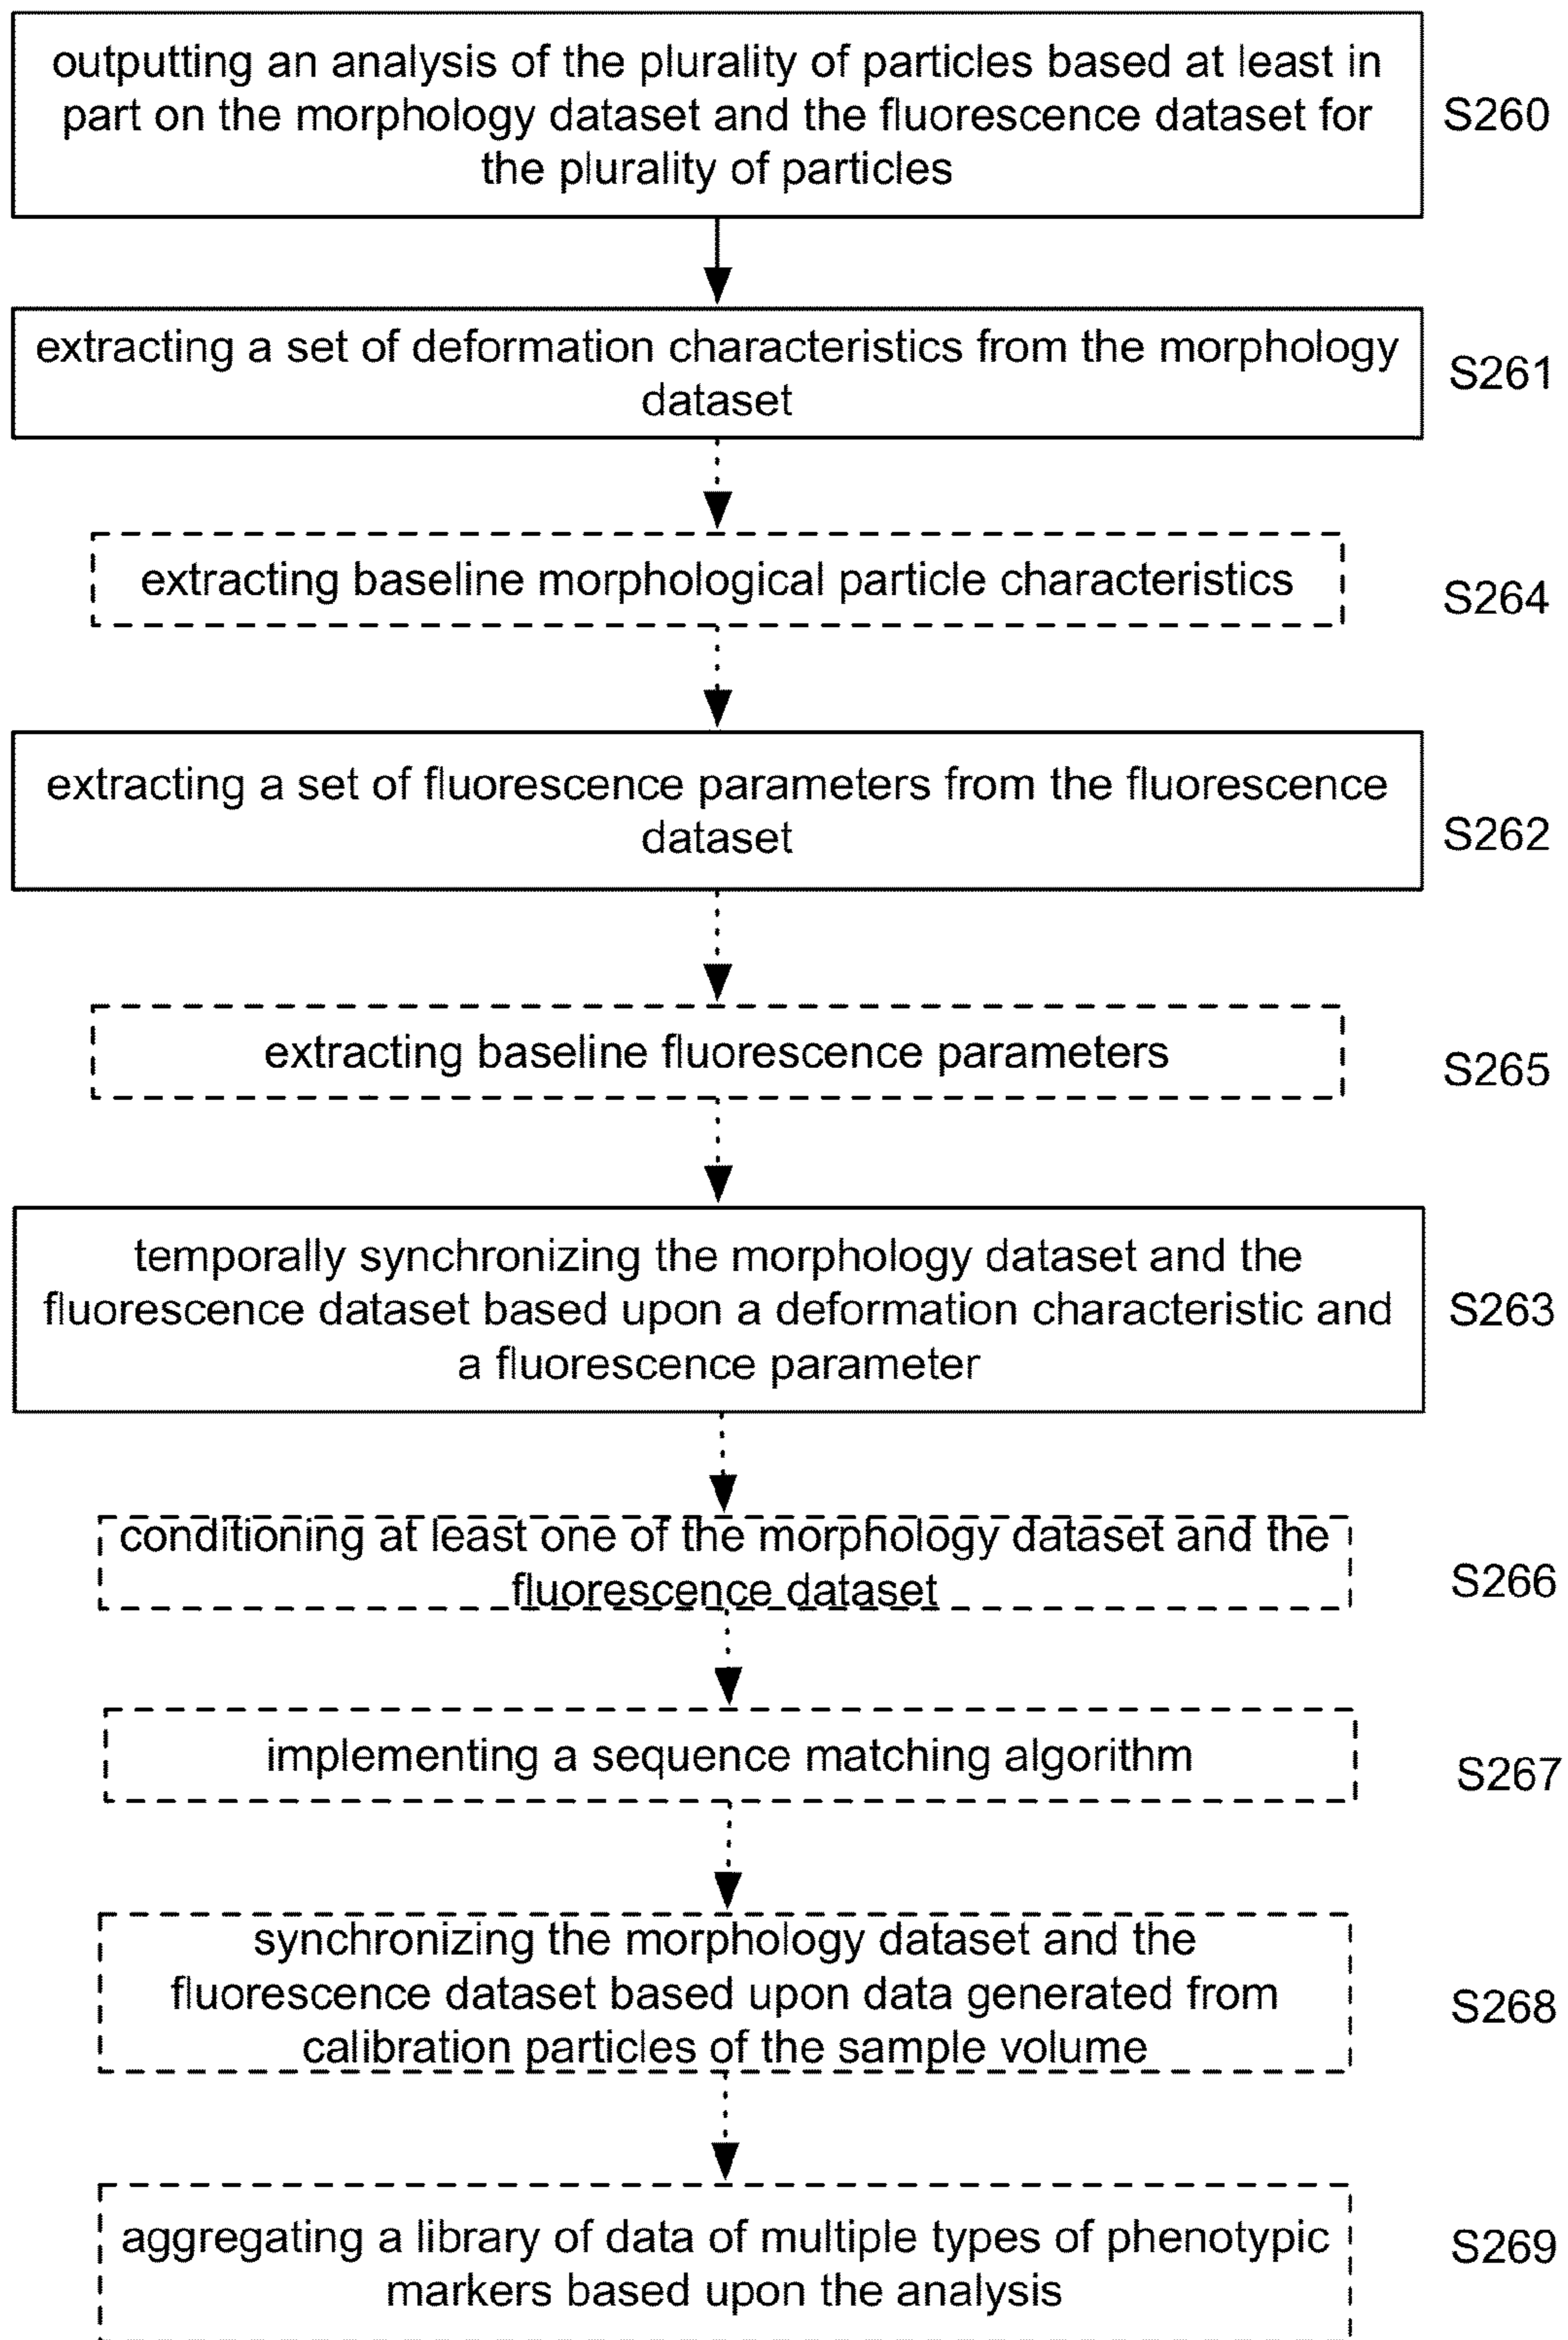 outputting an analysis of the plurality of particles based at least in
part on the morphology dataset and the fluorescence dataset for
the plurality of particles
S260
extracting a set of deformation characteristics from the morphology
dataset
S261
extracting baseline morphological particle characteristics
S264
extracting a set of fluorescence parameters from the fluorescence
dataset
S262
extracting baseline fluorescence parameters
S265
temporally synchronizing the morphology dataset and the
fluorescence dataset based upon a deformation characteristic and
a fluorescence parameter
S263
conditioning at least one of the morphology dataset and the
fluorescence dataset
S266
implementing a sequence matching algorithm
S267
synchronizing the morphology dataset and the
fluorescence dataset based upon data generated from
calibration particles of the sample volume
S268
aggregating a library of data of multiple types of phenotypic
markers based upon the analysis
S269